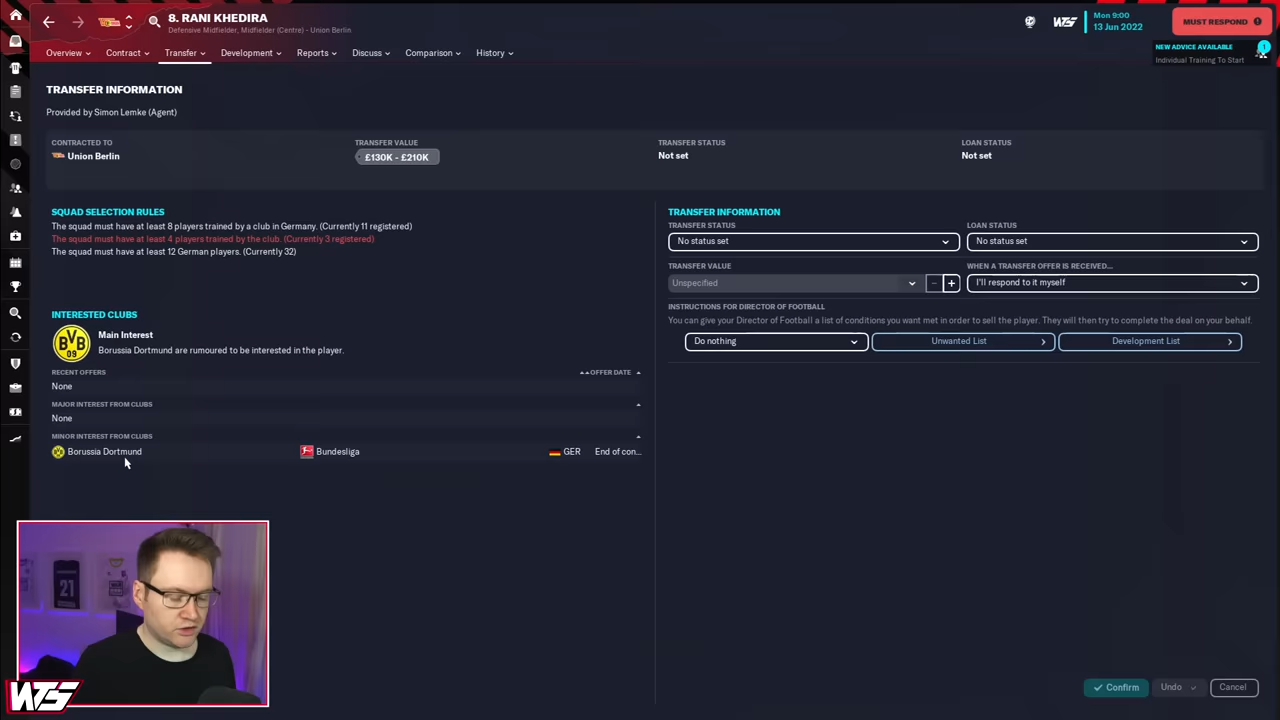 8. RANI KHEDIRA
Defensive Midfielder, Midfielder (Centre) - Union Berlin
WTS
Mon 9:00
13 Jun 2022
MUST RESPOND
Overview
Contract
Transfer
Development
Reports
Discuss
Comparison
History
NEW ADVICE AVAILABLE
Individual Training To Start
1
TRANSFER INFORMATION
Provided by Simon Lemke (Agent)
CONTRACTED TO
TRANSFER VALUE
TRANSFER STATUS
LOAN STATUS
Union Berlin
£130K - £210K
Not set
Not set
SQUAD SELECTION RULES
The squad must have at least 8 players trained by a club in Germany. (Currently 11 registered)
The squad must have at least 4 players trained by the club. (Currently 3 registered)
The squad must have at least 12 German players. (Currently 32)
INTERESTED CLUBS
BVB
09
Main Interest
Borussia Dortmund are rumoured to be interested in the player.
RECENT OFFERS
OFFER DATE
None
MAJOR INTEREST FROM CLUBS
None
MINOR INTEREST FROM CLUBS
Borussia Dortmund
Bundesliga
GER
End of con...
TRANSFER INFORMATION
TRANSFER STATUS
LOAN STATUS
No status set
No status set
TRANSFER VALUE
WHEN A TRANSFER OFFER IS RECEIVED...
Unspecified
I'll respond to it myself
INSTRUCTIONS FOR DIRECTOR OF FOOTBALL
You can give your Director of Football a list of conditions you want met in order to sell the player. They will then try to complete the deal on your behalf.
Do nothing
Unwanted List
Development List
21
WTS
Confirm
Undo
Cancel